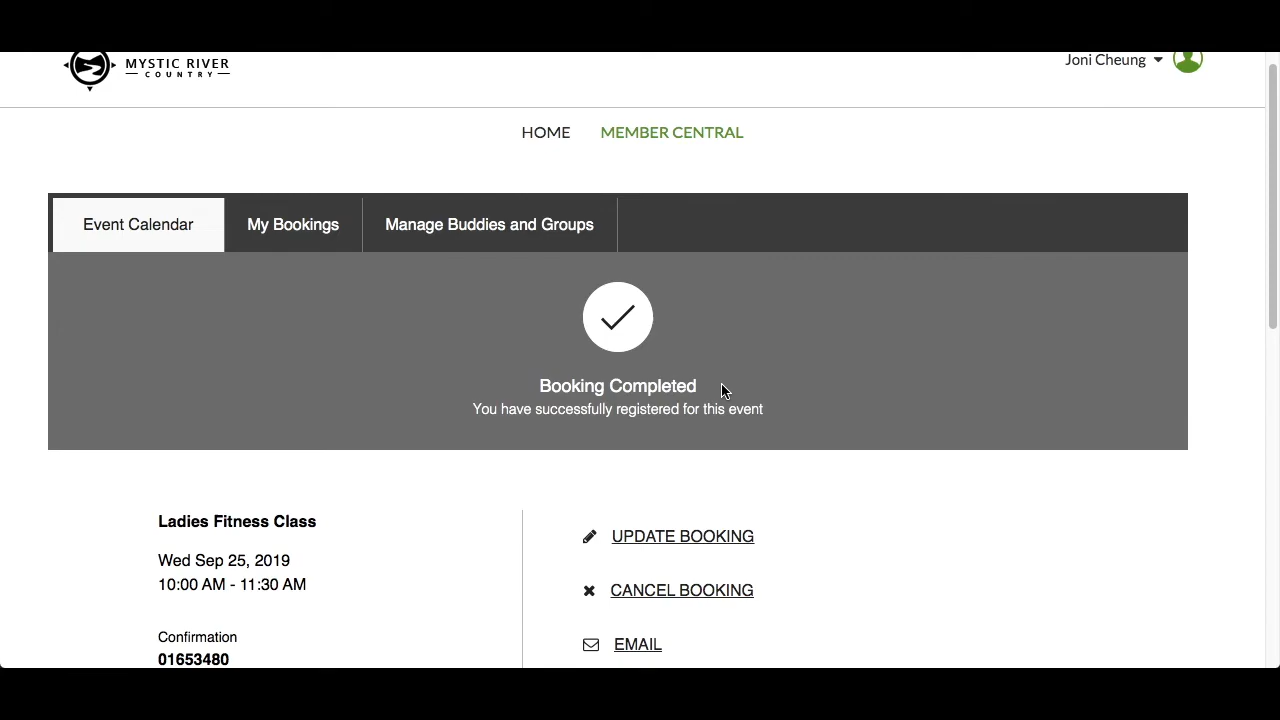 MYSTIC RIVER
COUNTRY
Joni Cheung
HOME
MEMBER CENTRAL
Event Calendar
My Bookings
Manage Buddies and Groups
Booking Completed
You have successfully registered for this event
Ladies Fitness Class
Wed Sep 25, 2019
10:00 AM - 11:30 AM
Confirmation
01653480
UPDATE BOOKING
CANCEL BOOKING
EMAIL